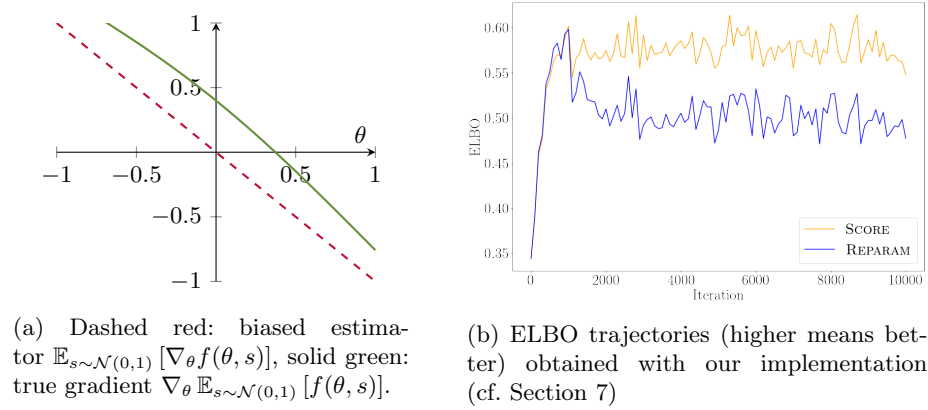 1
0.5
θ
−1
−0.5
0.5
1
−0.5
−1
0.60
0.55
0.50
0.45
0.40
0.35
ELBO
SCORE
REPARAM
0
2000
4000
6000
8000
10000
Iteration
(a) Dashed red: biased estima-
tor 𝔼_{s∼𝒩(0,1)} [∇_θ f(θ, s)], solid green:
true gradient ∇_θ 𝔼_{s∼𝒩(0,1)} [f(θ, s)].
(b) ELBO trajectories (higher means bet-
ter) obtained with our implementation
(cf. Section 7)